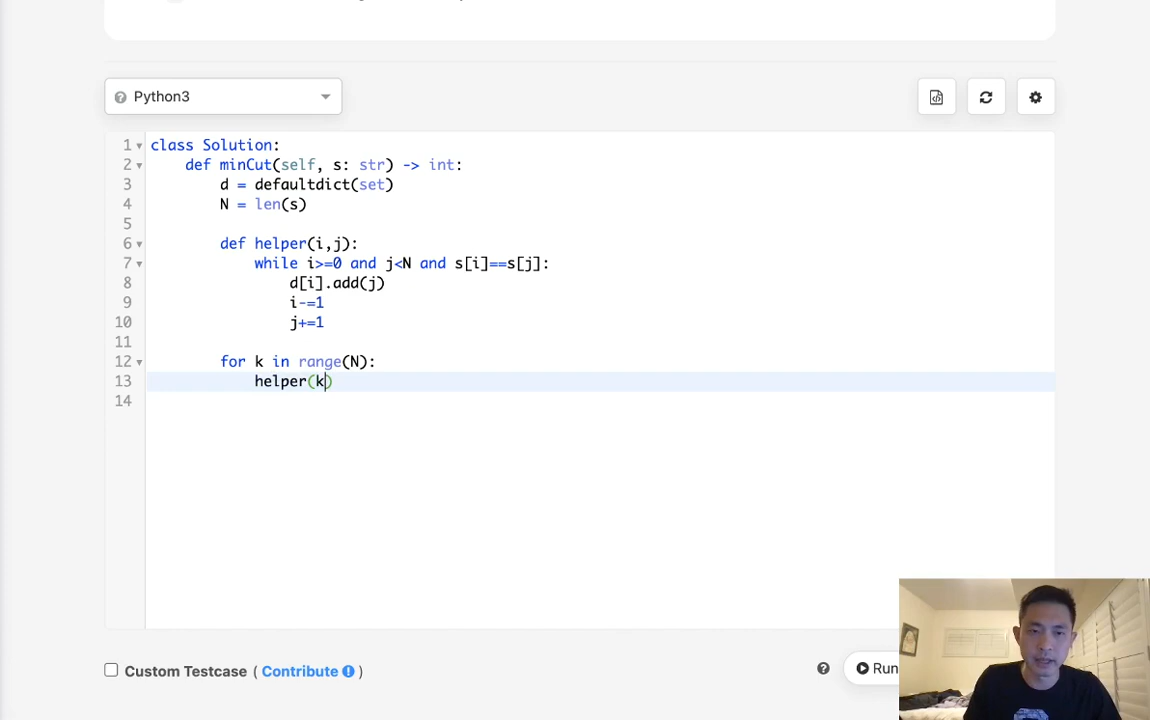 Python3
1 class Solution:
2 def minCut(self, s: str) -> int:
3 d = defaultdict(set)
4 N = len(s)
5
6 def helper(i,j):
7 while i>=0 and j<N and s[i]==s[j]:
8 d[i].add(j)
9 i-=1
10 j+=1
11
12 for k in range(N):
13 helper(k)
14
Custom Testcase ( Contribute )
Run